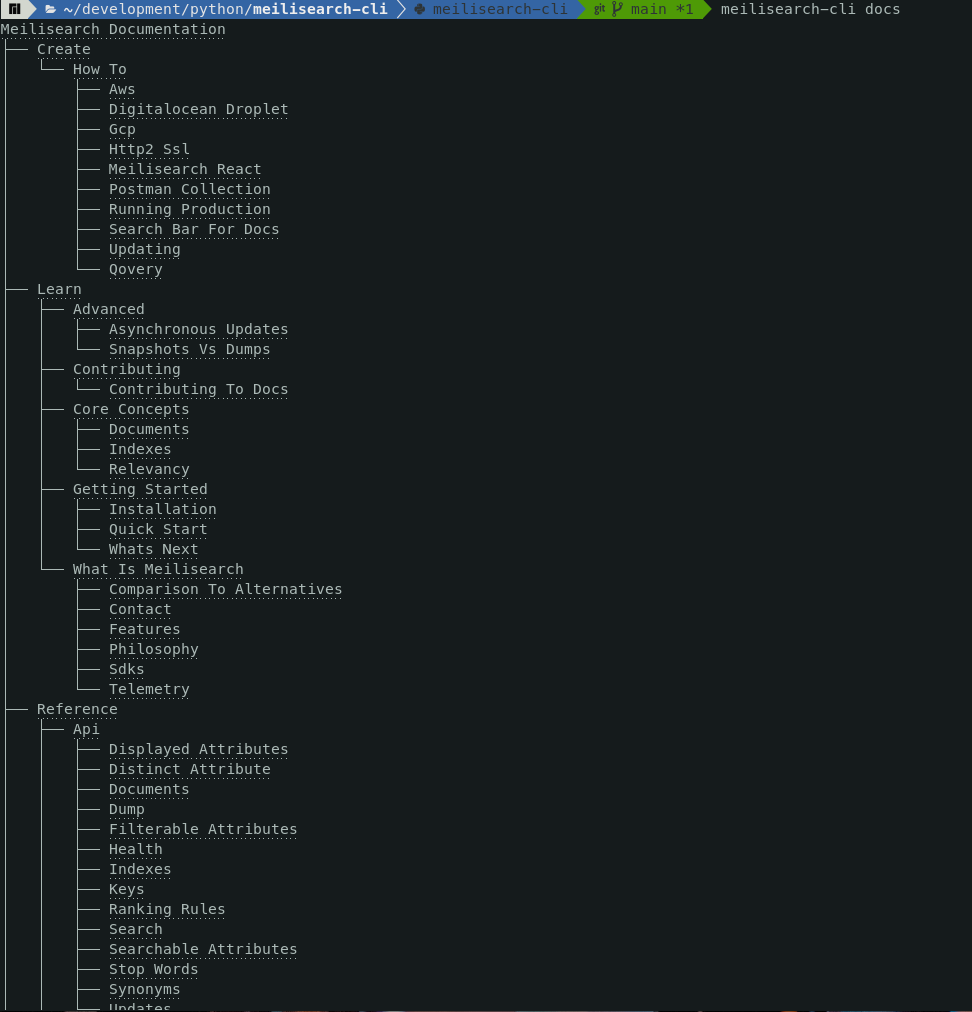 ~/development/python/meilisearch-cli meilisearch-cli git main *1 meilisearch-cli docs
Meilisearch Documentation
Create
How To
Aws
Digitalocean Droplet
Gcp
Http2 Ssl
Meilisearch React
Postman Collection
Running Production
Search Bar For Docs
Updating
Qovery
Learn
Advanced
Asynchronous Updates
Snapshots Vs Dumps
Contributing
Contributing To Docs
Core Concepts
Documents
Indexes
Relevancy
Getting Started
Installation
Quick Start
Whats Next
What Is Meilisearch
Comparison To Alternatives
Contact
Features
Philosophy
Sdks
Telemetry
Reference
Api
Displayed Attributes
Distinct Attribute
Documents
Dump
Filterable Attributes
Health
Indexes
Keys
Ranking Rules
Search
Searchable Attributes
Stop Words
Synonyms
Updates